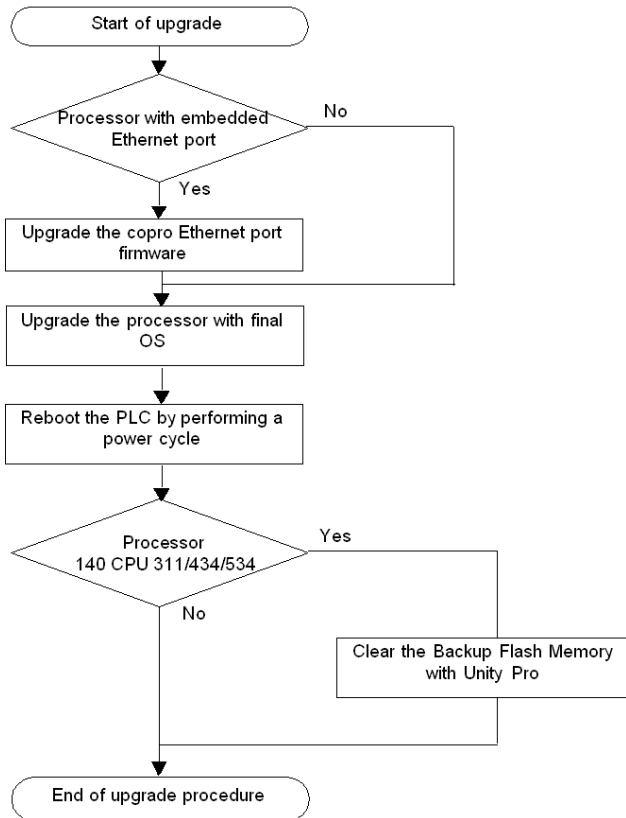 Start of upgrade
Processor with embedded
Ethernet port
No
Yes
Upgrade the copro Ethernet port
firmware
Upgrade the processor with final
OS
Reboot the PLC by performing a
power cycle
Processor
140 CPU 311/434/534
Yes
No
Clear the Backup Flash Memory
with Unity Pro
End of upgrade procedure